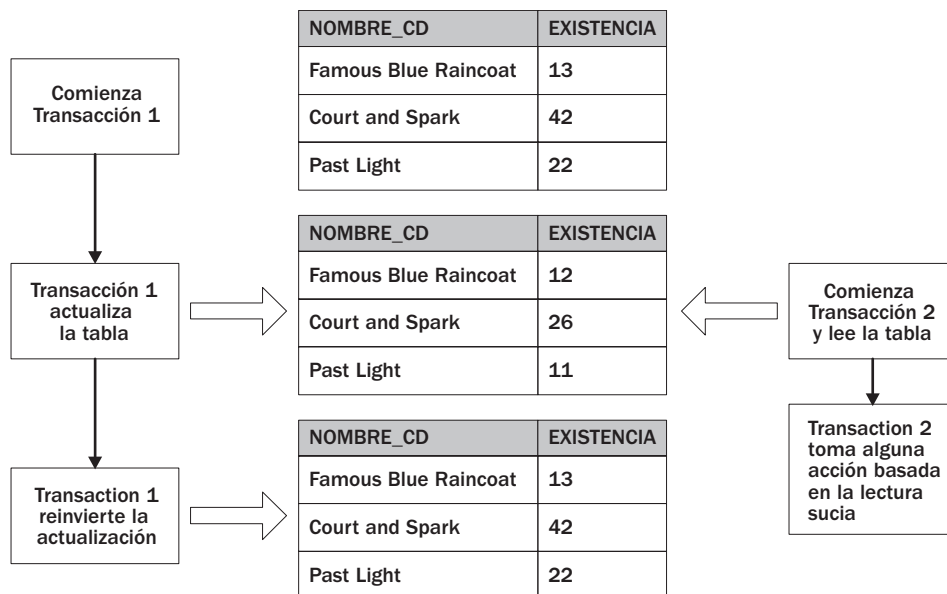 NOMBRE_CD EXISTENCIA
Famous Blue Raincoat 13
Court and Spark 42
Past Light 22
Comienza
Transacción 1
NOMBRE_CD EXISTENCIA
Famous Blue Raincoat 12
Court and Spark 26
Past Light 11
Transacción 1
actualiza
la tabla
Comienza
Transacción 2
y lee la tabla
NOMBRE_CD EXISTENCIA
Famous Blue Raincoat 13
Court and Spark 42
Past Light 22
Transaction 1
reinvierte la
actualización
Transaction 2
toma alguna
acción basada
en la lectura
sucia